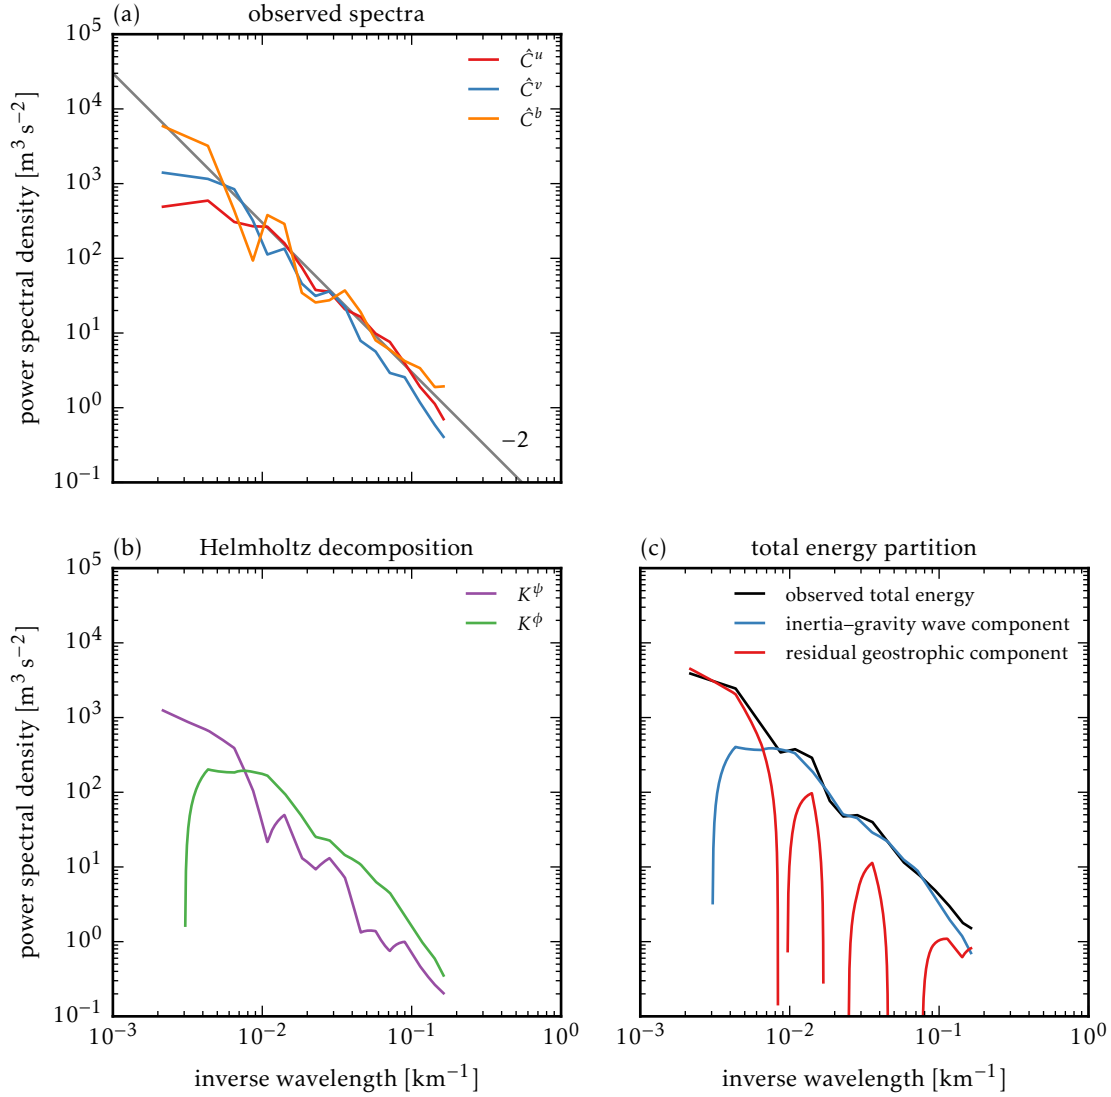 (a) observed spectra
10⁵
10⁴
10³
10²
10¹
10⁰
10⁻¹
power spectral density [m³ s⁻²]
Ĉᵘ
Ĉᵛ
Ĉᵇ
−2
(b) Helmholtz decomposition
10⁵
10⁴
10³
10²
10¹
10⁰
10⁻¹
power spectral density [m³ s⁻²]
K^ψ
K^ϕ
10⁻³ 10⁻² 10⁻¹ 10⁰
inverse wavelength [km⁻¹]
(c) total energy partition
observed total energy
inertia–gravity wave component
residual geostrophic component
10⁻³ 10⁻² 10⁻¹ 10⁰
inverse wavelength [km⁻¹]